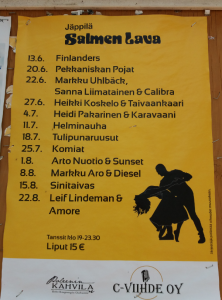 Jäppilä
Salmen Lava
13.6. Finlanders
20.6. Pekkaniskan Pojat
22.6. Markku Uhlbäck,
Sanna Liimatainen & Calibra
27.6. Heikki Koskelo & Taivaankaari
4.7. Heidi Pakarinen & Karavaani
11.7. Helminauha
18.7. Tulipunaruusut
25.7. Komiat
1.8. Arto Nuotio & Sunset
8.8. Markku Aro & Diesel
15.8. Sinitaivas
22.8. Leif Lindeman &
Amore
Tanssit klo 19-23.30
Liput 15 €
KAHVILA
C-VIIHDE OY